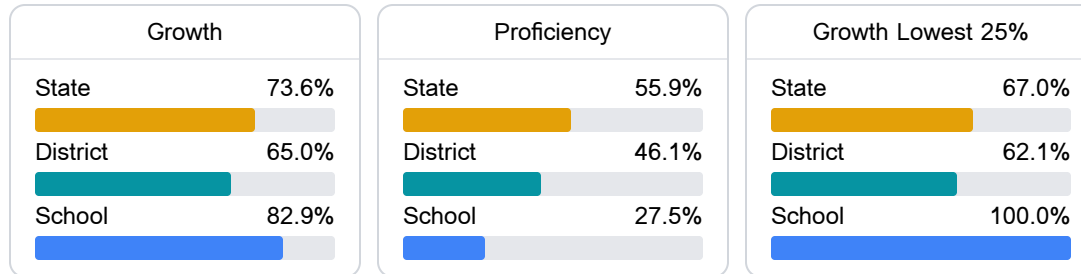 Growth
State 73.6%
District 65.0%
School 82.9%
Proficiency
State 55.9%
District 46.1%
School 27.5%
Growth Lowest 25%
State 67.0%
District 62.1%
School 100.0%